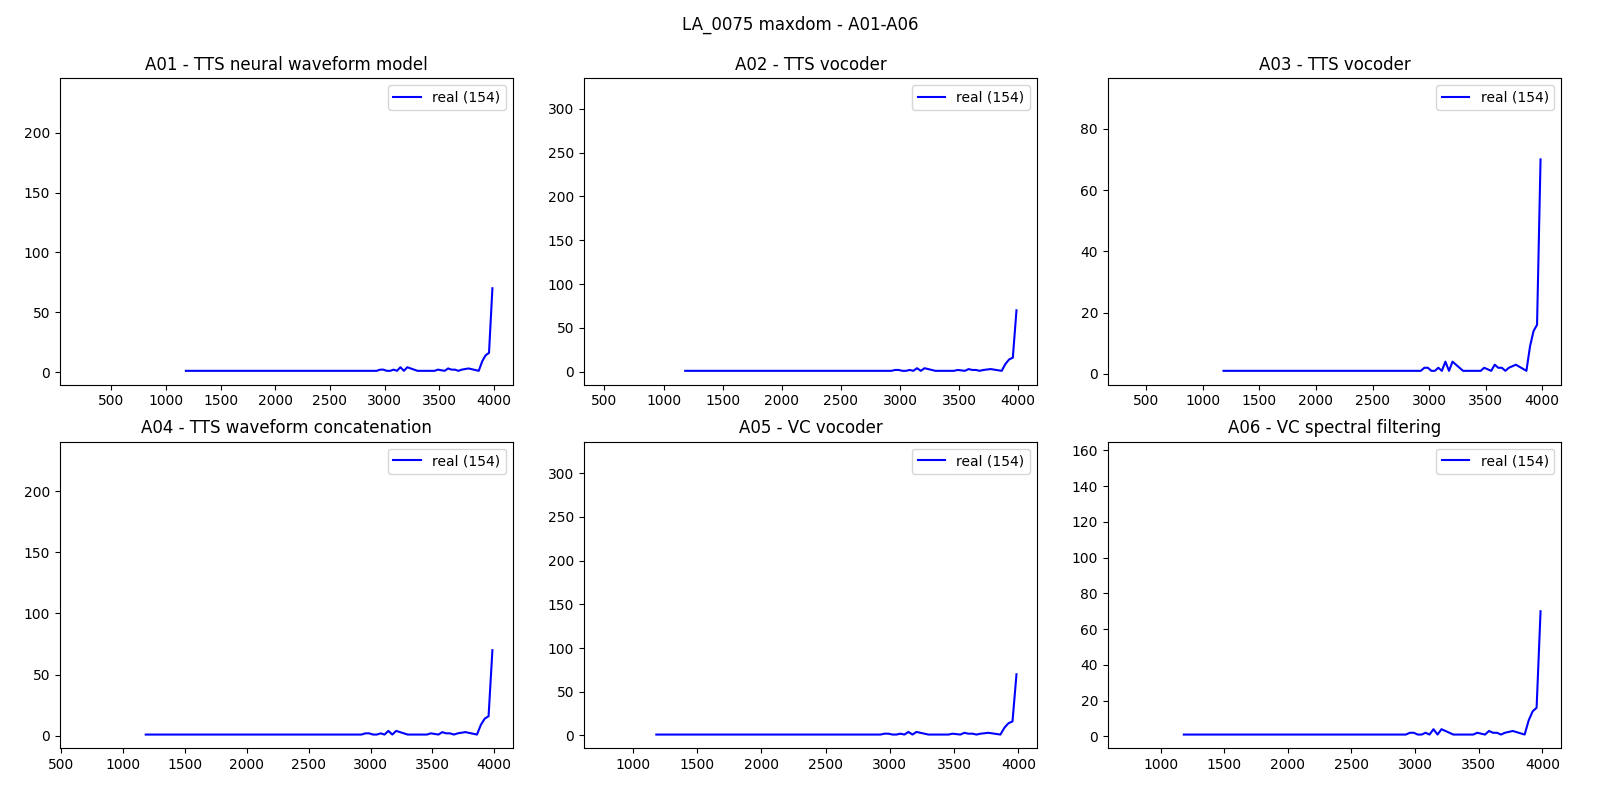 LA_0075 maxdom - A01-A06
A01 - TTS neural waveform model
real (154)
200
150
100
50
0
500 1000 1500 2000 2500 3000 3500 4000
A02 - TTS vocoder
real (154)
300
250
200
150
100
50
0
500 1000 1500 2000 2500 3000 3500 4000
A03 - TTS vocoder
real (154)
80
60
40
20
0
500 1000 1500 2000 2500 3000 3500 4000
A04 - TTS waveform concatenation
real (154)
200
150
100
50
0
500 1000 1500 2000 2500 3000 3500 4000
A05 - VC vocoder
real (154)
300
250
200
150
100
50
0
1000 1500 2000 2500 3000 3500 4000
A06 - VC spectral filtering
real (154)
160
140
120
100
80
60
40
20
0
1000 1500 2000 2500 3000 3500 4000